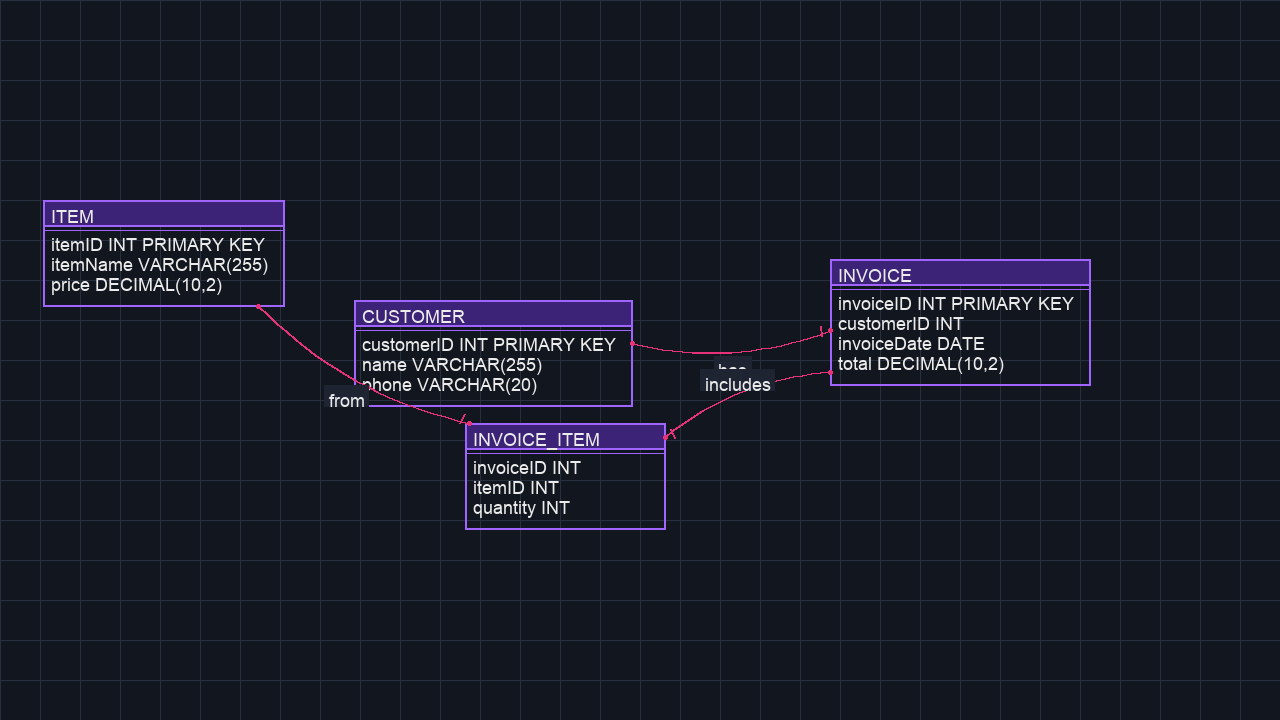 ITEM
itemID INT PRIMARY KEY
itemName VARCHAR(255)
price DECIMAL(10,2)
CUSTOMER
customerID INT PRIMARY KEY
name VARCHAR(255)
phone VARCHAR(20)
INVOICE
invoiceID INT PRIMARY KEY
customerID INT
invoiceDate DATE
total DECIMAL(10,2)
includes
from
INVOICE_ITEM
invoiceID INT
itemID INT
quantity INT